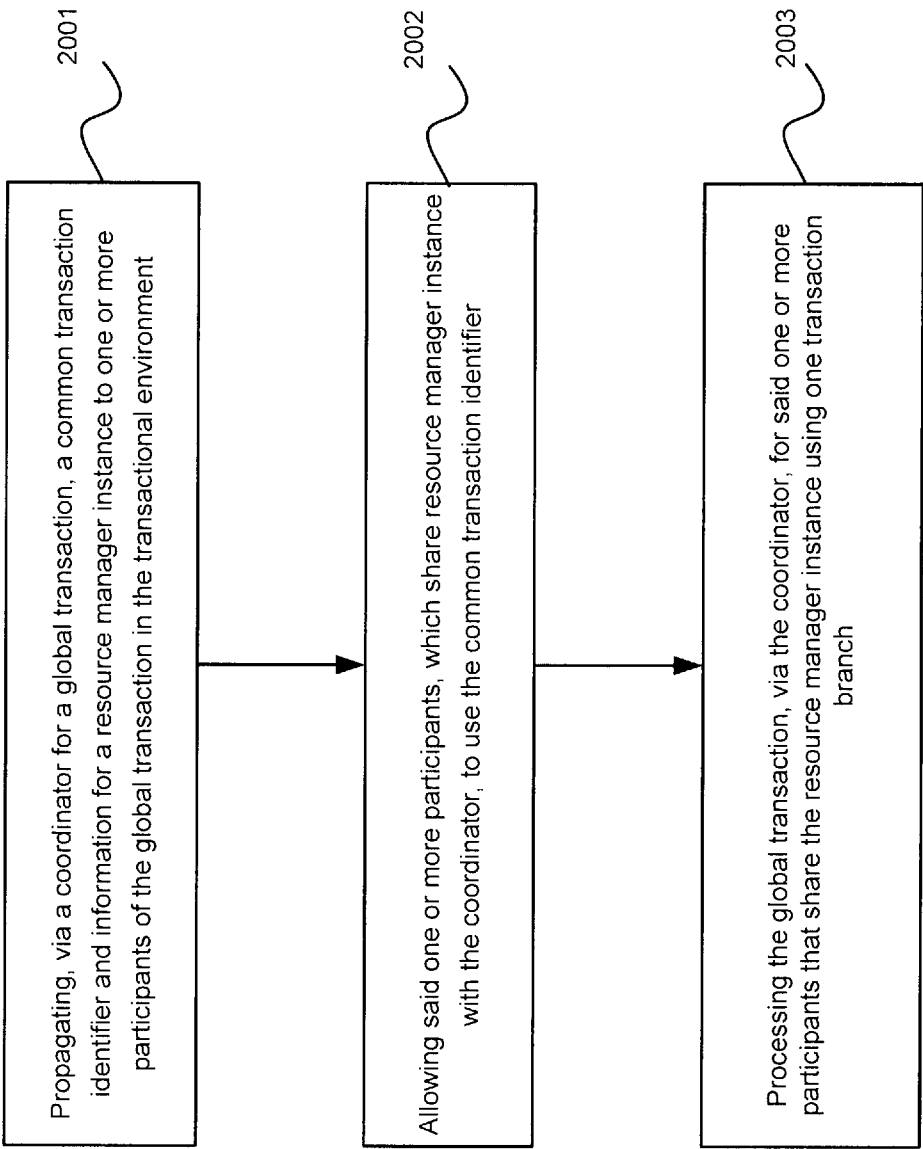 Propagating, via a coordinator for a global transaction, a common transaction
identifier and information for a resource manager instance to one or more
participants of the global transaction in the transactional environment
2001
Allowing said one or more participants, which share resource manager instance
with the coordinator, to use the common transaction identifier
2002
Processing the global transaction, via the coordinator, for said one or more
participants that share the resource manager instance using one transaction
branch
2003